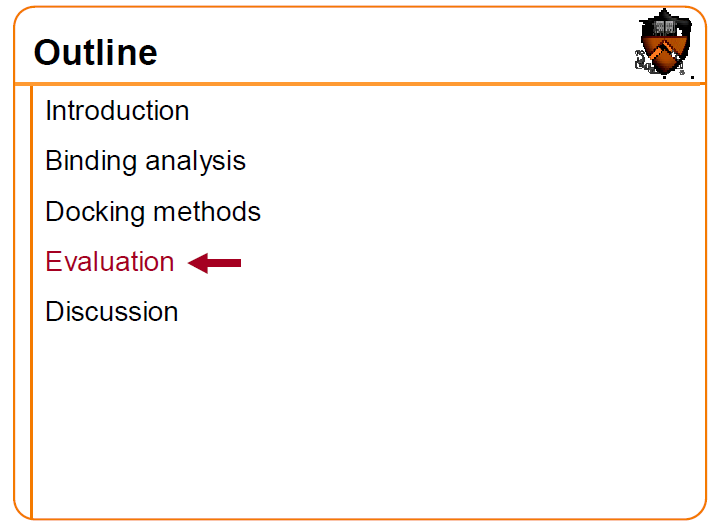 Outline
Introduction
Binding analysis
Docking methods
Evaluation
Discussion